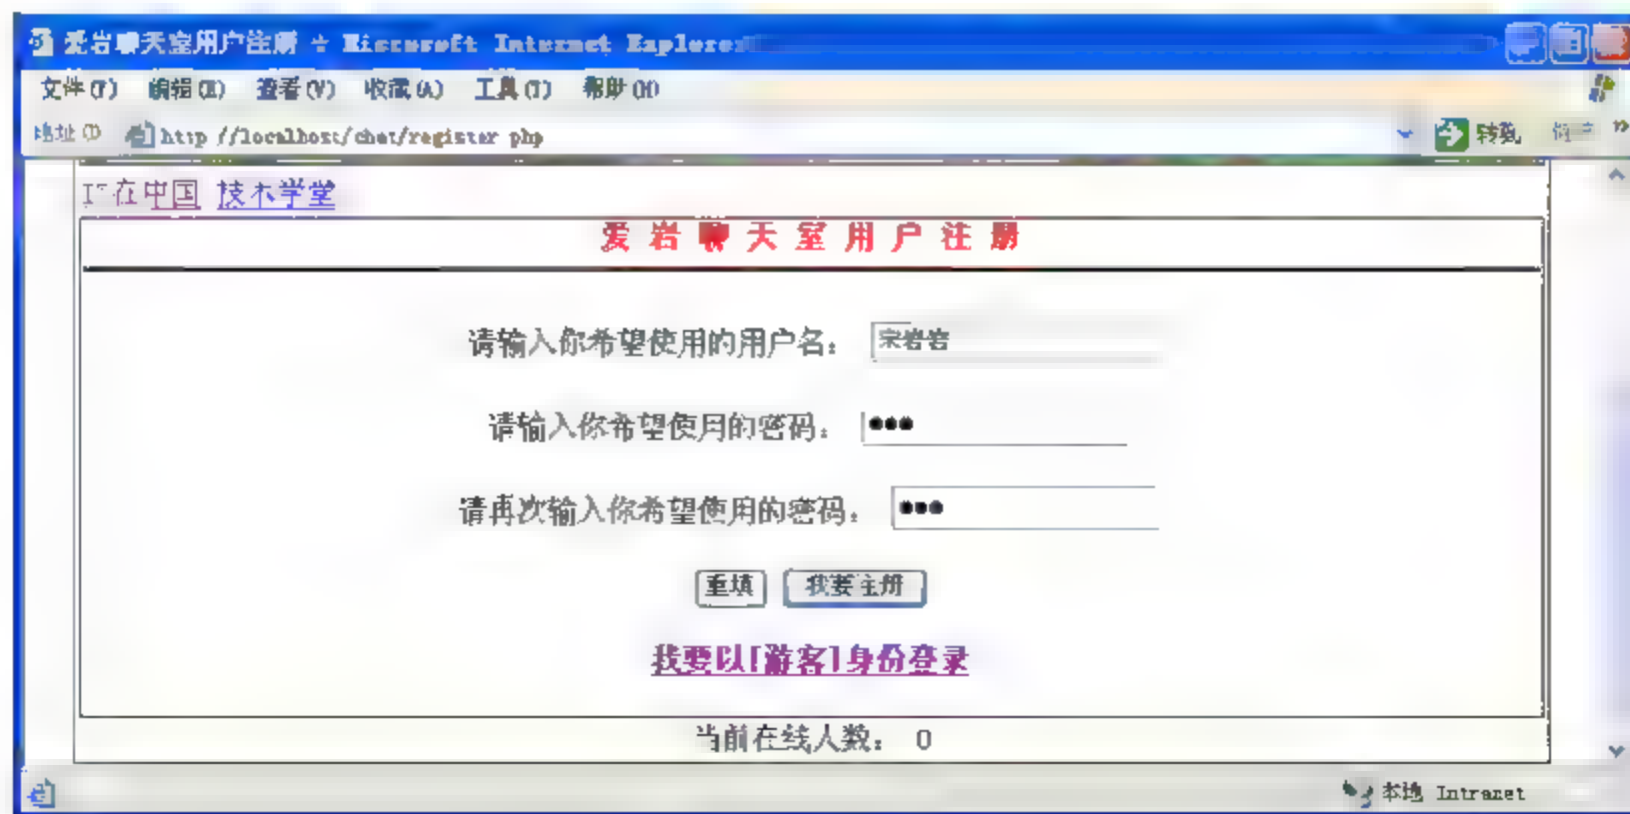 爱岩聊天室用户注册 - Microsoft Internet Explorer
文件(F) 编辑(E) 查看(V) 收藏(A) 工具(T) 帮助(H)
地址(D) http://localhost/chat/register.php 转到
IT在中国 技术学堂
爱岩聊天室用户注册
请输入你希望使用的用户名： 宋岩岩
请输入你希望使用的密码： ●●●
请再次输入你希望使用的密码： ●●●
重填 我要注册
我要以[游客]身份登录
当前在线人数： 0
本地 Intranet